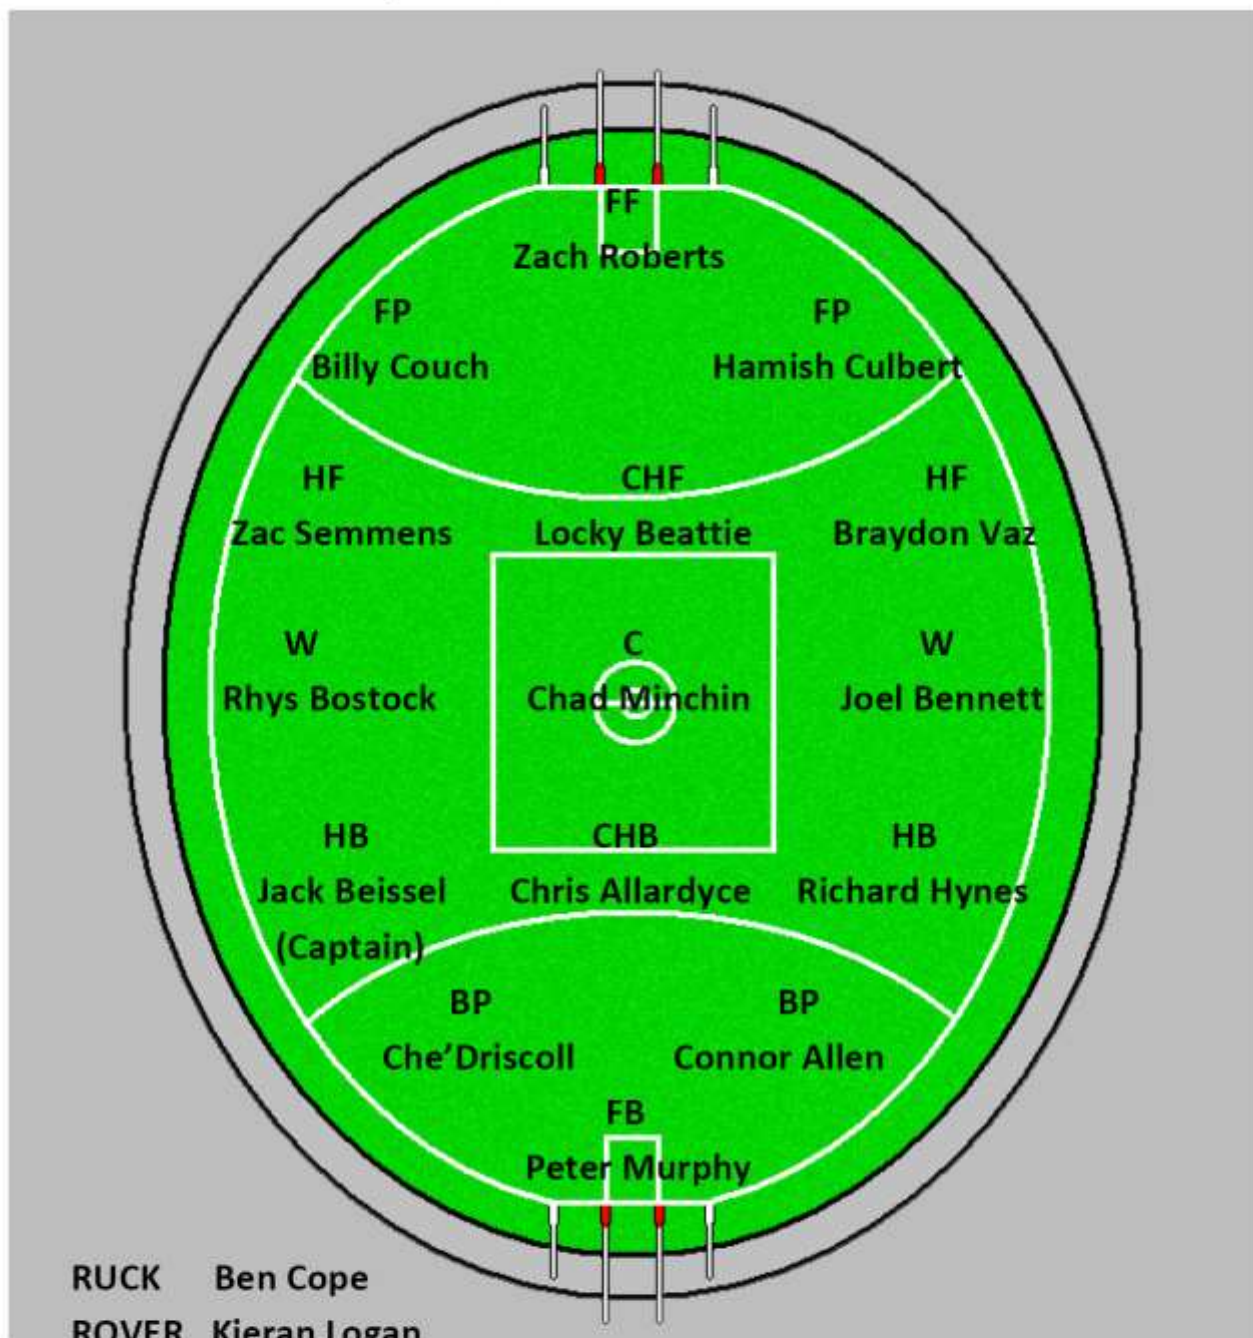 FF
Zach Roberts
FP FP
Billy Couch Hamish Culbert
HF CHF HF
Zac Semmens Locky Beattie Braydon Vaz
W C W
Rhys Bostock Chad Minchin Joel Bennett
HB CHB HB
Jack Beissel Chris Allardyce Richard Hynes
(Captain)
BP BP
Che’Driscoll Connor Allen
FB
Peter Murphy
RUCK Ben Cope
ROVER Kieran Logan